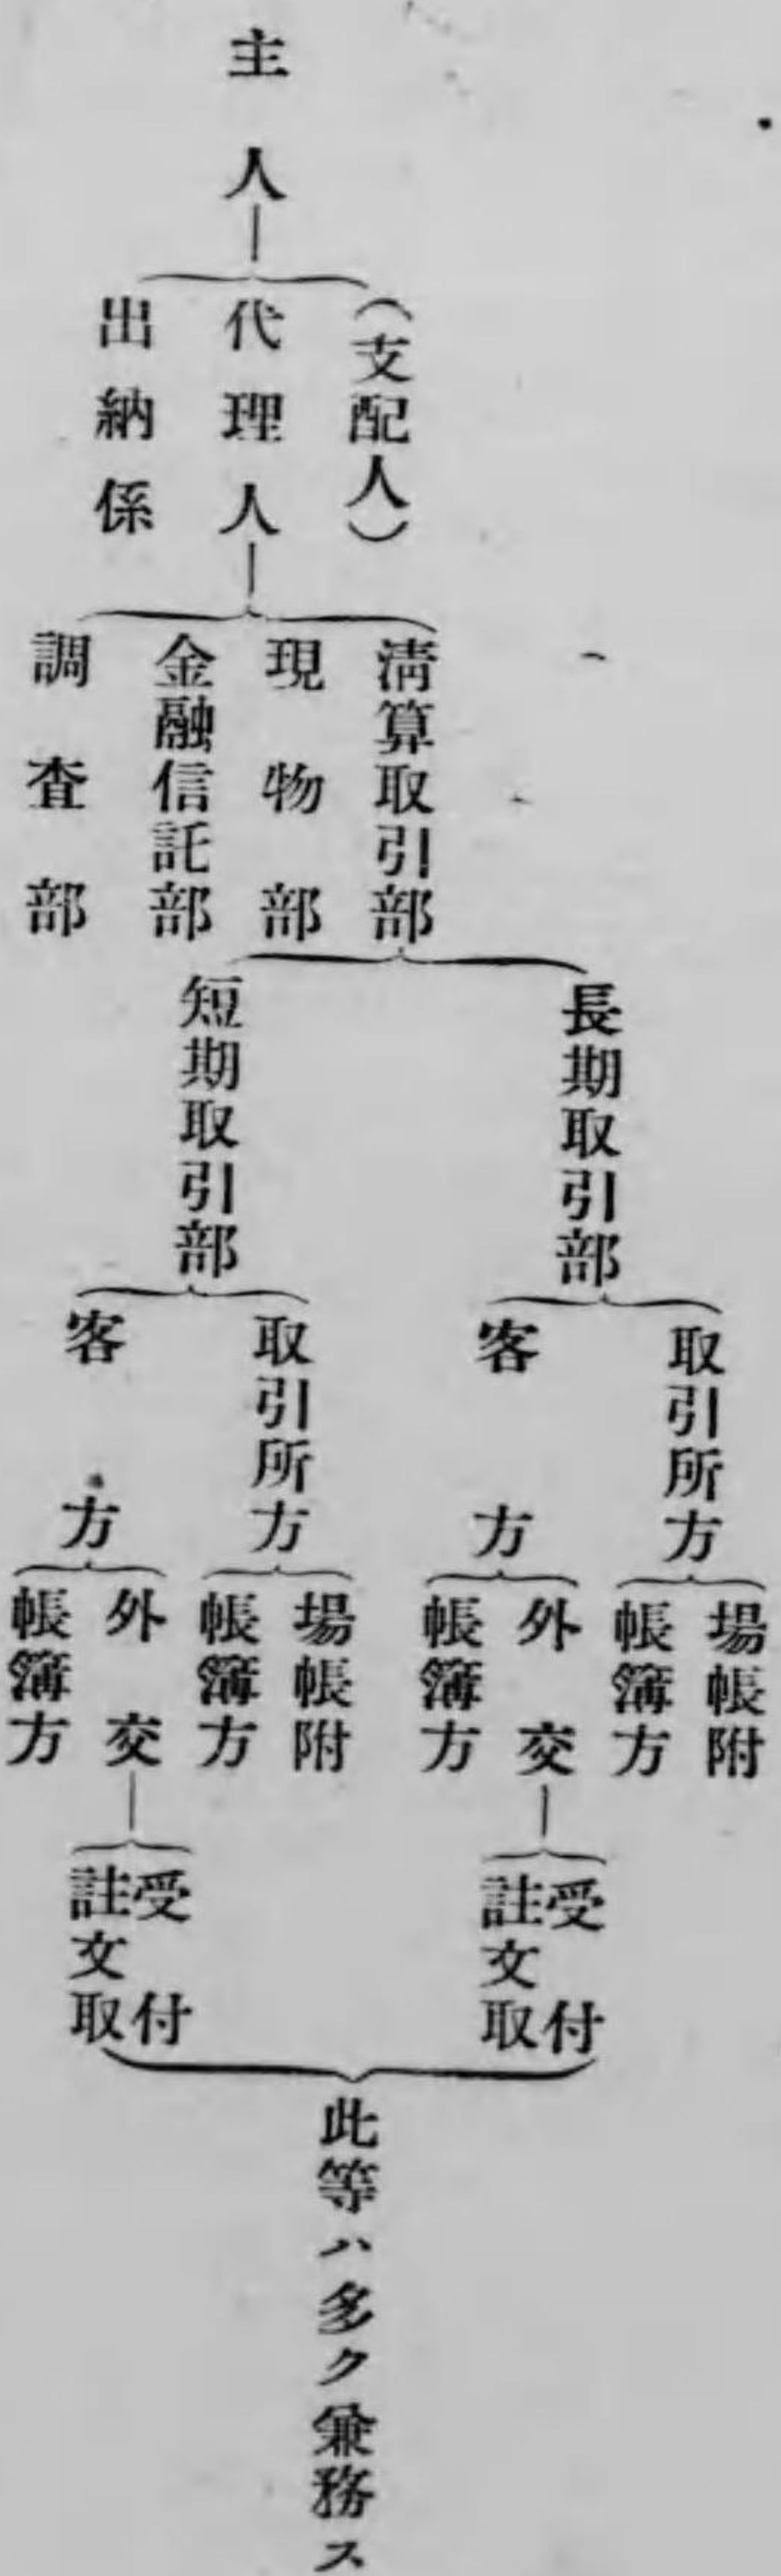 主人
（支配人）
代理人
出納係
淸算取引部
現物部
金融信託部
調査部
長期取引部
短期取引部
取引所方
客方
取引所方
客方
場帳附
帳簿方
外交
帳簿方
場帳附
帳簿方
外交
帳簿方
受付
註文取
受付
註文取
此等ハ多ク兼務ス